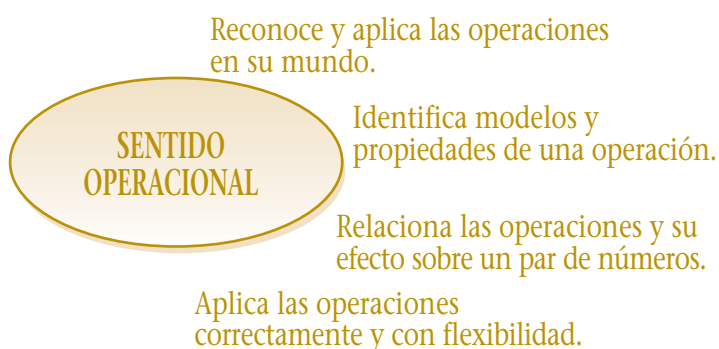 Reconoce y aplica las operaciones
en su mundo.
SENTIDO
OPERACIONAL
Identifica modelos y
propiedades de una operación.
Relaciona las operaciones y su
efecto sobre un par de números.
Aplica las operaciones
correctamente y con flexibilidad.